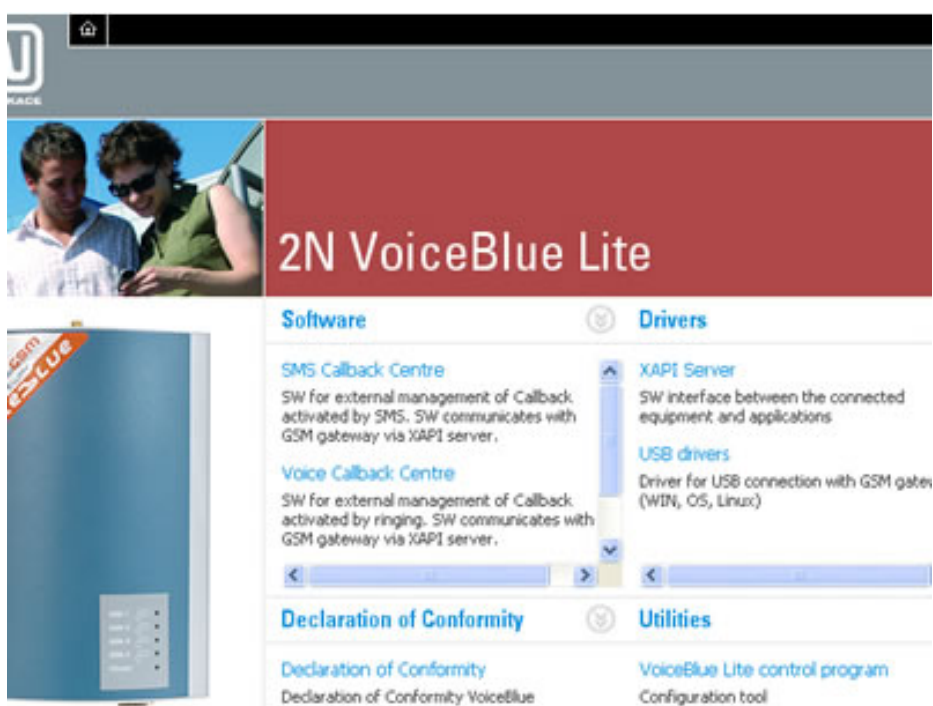 2N VoiceBlue Lite
Software
SMS Callback Centre
SW for external management of Callback
activated by SMS. SW communicates with
GSM gateway via XAPI server.
Voice Callback Centre
SW for external management of Callback
activated by ringing. SW communicates with
GSM gateway via XAPI server.
Drivers
XAPI Server
SW interface between the connected
equipment and applications
USB drivers
Driver for USB connection with GSM gatew
(WIN, OS, Linux)
Declaration of Conformity
Declaration of Conformity
Declaration of Conformity VoiceBlue
Utilities
VoiceBlue Lite control program
Configuration tool
GSM